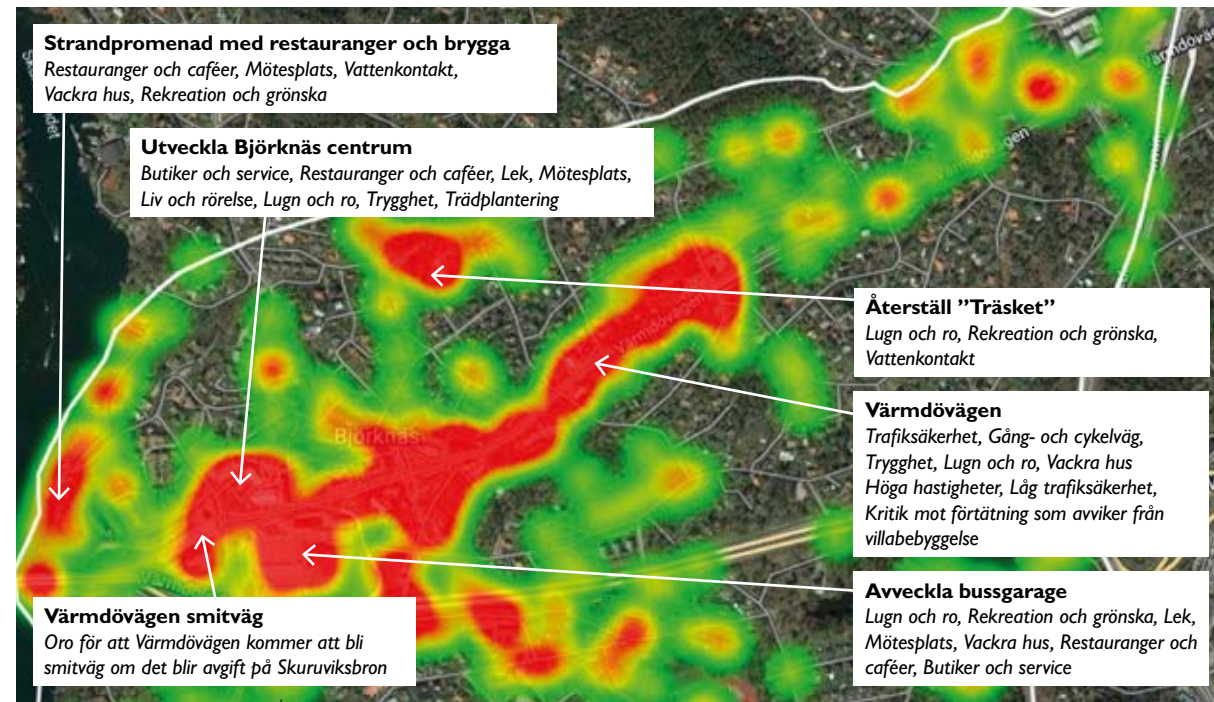 Strandpromenad med restauranger och brygga
Restauranger och caféer, Mötesplats, Vattenkontakt,
Vackra hus, Rekreation och grönska
Utveckla Björknäs centrum
Butiker och service, Restauranger och caféer, Lek, Mötesplats,
Liv och rörelse, Lugn och ro, Trygghet, Trädplantering
Värmdövägen
Återställ ”Träsket”
Lugn och ro, Rekreation och grönska,
Vattenkontakt
Värmdövägen
Värmdövägen
Trafiksäkerhet, Gång- och cykelväg,
Trygghet, Lugn och ro, Vackra hus
Höga hastigheter, Låg trafiksäkerhet,
Kritik mot förtätning som avviker från
villabebyggelse
Björknäs
Avveckla bussgarage
Lugn och ro, Rekreation och grönska, Lek,
Mötesplats, Vackra hus, Restauranger och
caféer, Butiker och service
Värmdövägen
Värmdövägen smitväg
Oro för att Värmdövägen kommer att bli
smitväg om det blir avgift på Skuruviksbron